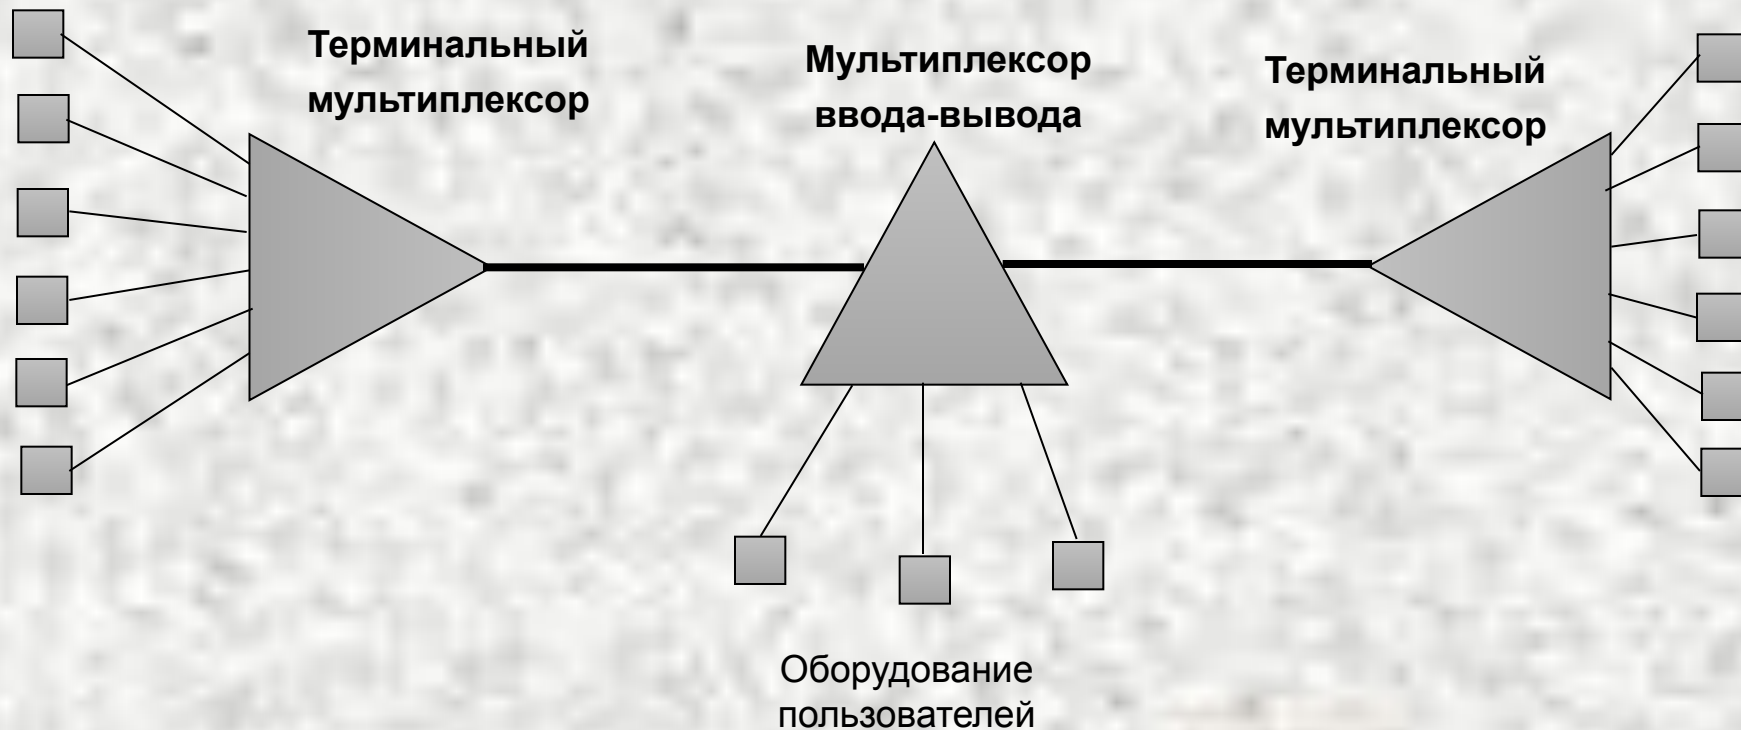 Терминальный
мультиплексор
Мультиплексор
ввода-вывода
Терминальный
мультиплексор
Оборудование
пользователей